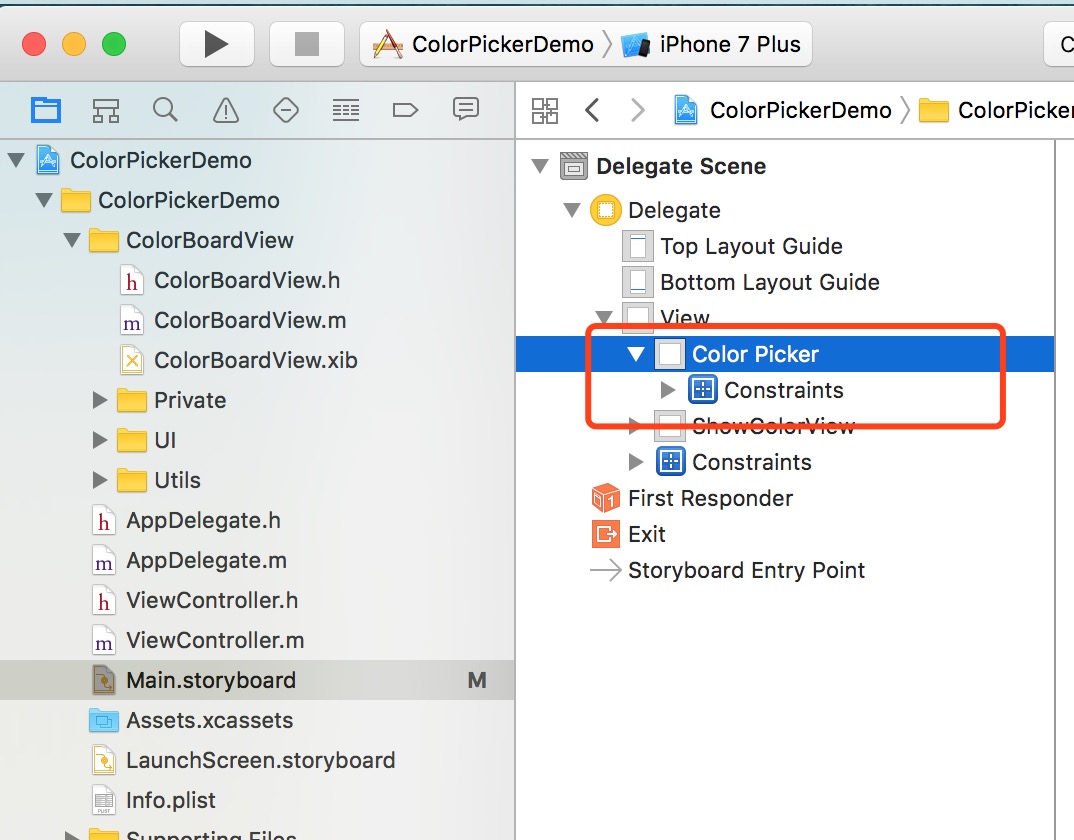 ColorPickerDemo
iPhone 7 Plus
C
ColorPickerDemo
ColorPickerDemo
ColorBoardView
h ColorBoardView.h
m ColorBoardView.m
ColorBoardView.xib
Private
UI
Utils
h AppDelegate.h
m AppDelegate.m
h ViewController.h
m ViewController.m
Main.storyboard M
Assets.xcassets
LaunchScreen.storyboard
PLIST Info.plist
Supporting Files
ColorPickerDemo
ColorPicker
Delegate Scene
Delegate
Top Layout Guide
Bottom Layout Guide
View
Color Picker
Constraints
ShowColorView
Constraints
1 First Responder
Exit
Storyboard Entry Point